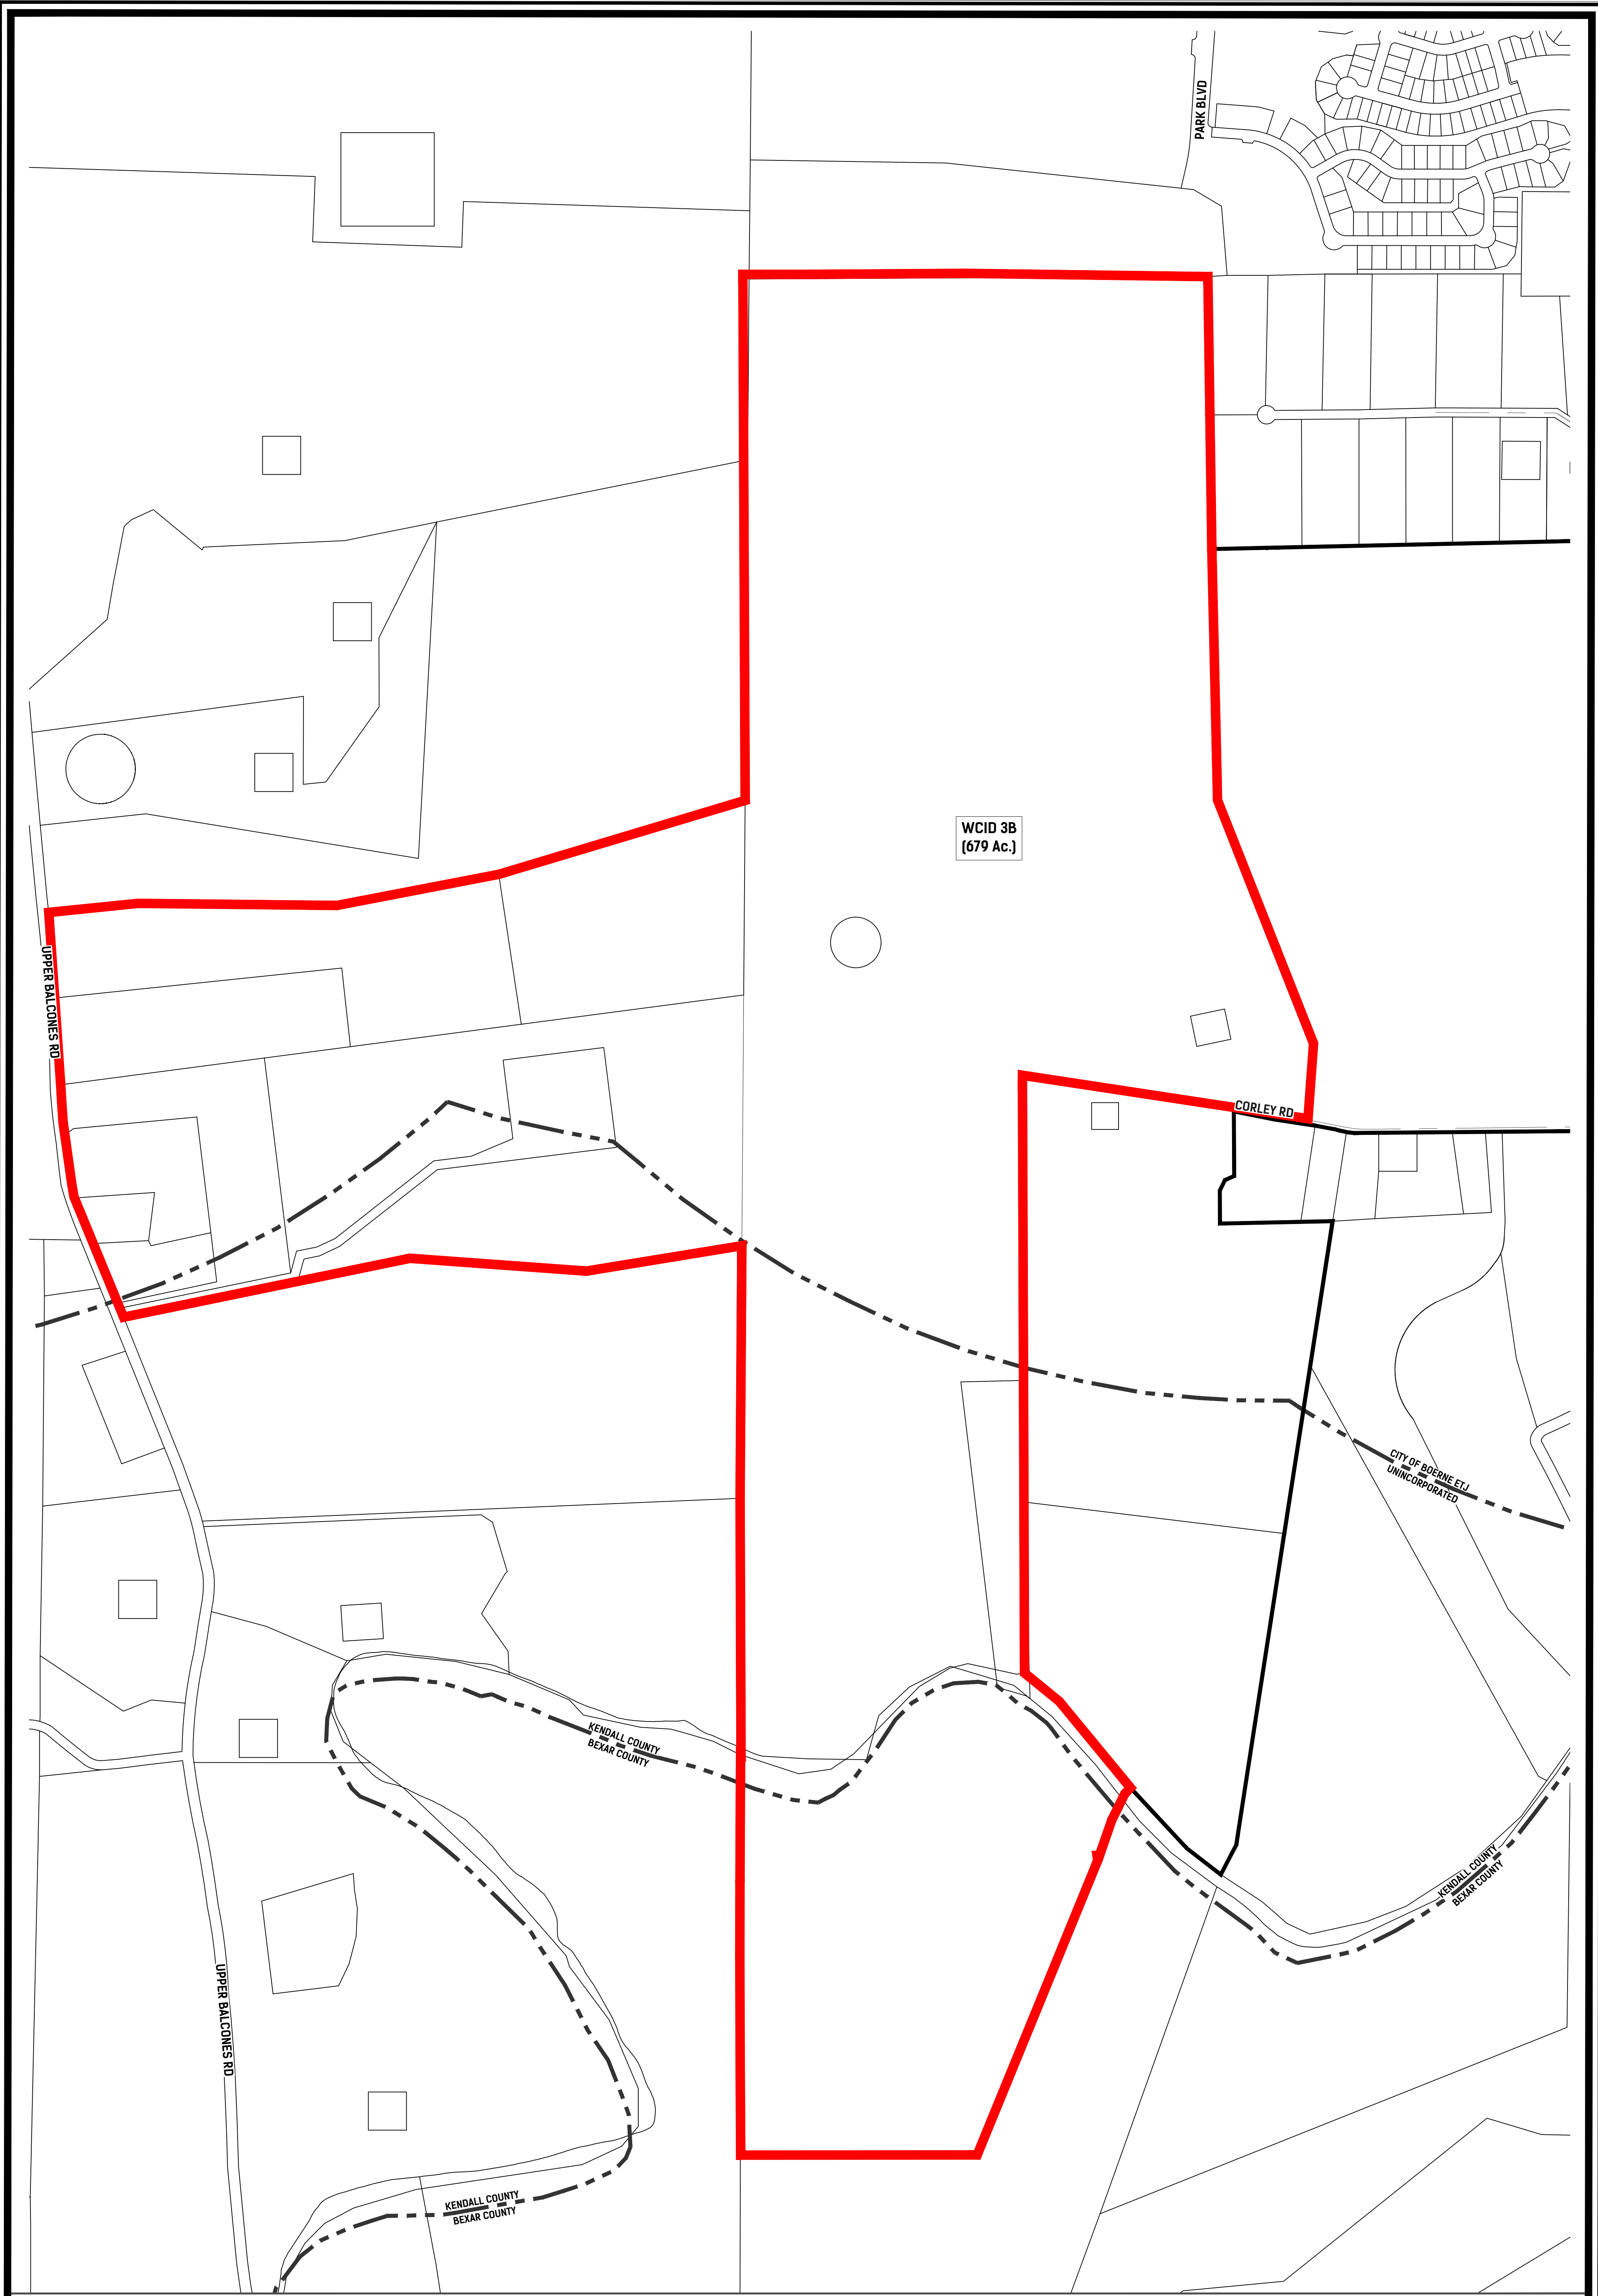 PARK BLVD
WCID 3B
(679 Ac.)
UPPER BALCONES RD
CORLEY RD
CITY OF BOERNE ETJ
UNINCORPORATED
KENDALL COUNTY
BEXAR COUNTY
KENDALL COUNTY
BEXAR COUNTY
UPPER BALCONES RD
KENDALL COUNTY
BEXAR COUNTY